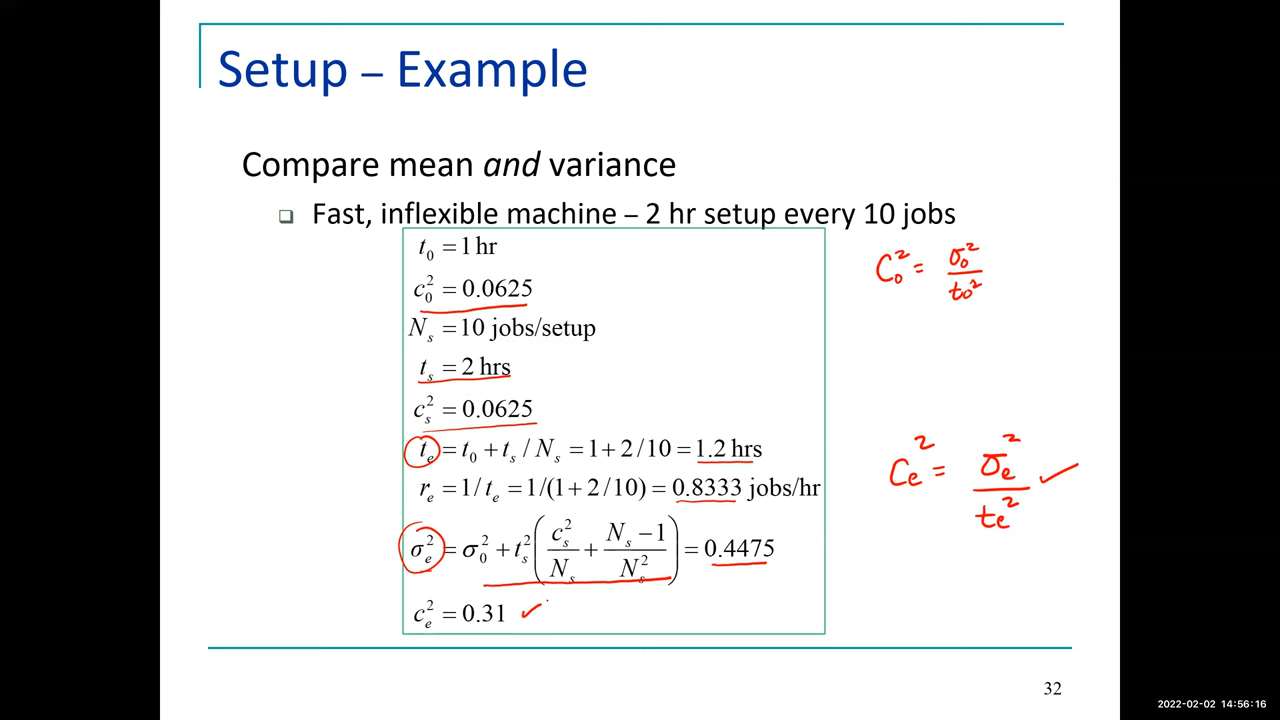 Setup – Example
Compare mean and variance
❑ Fast, inflexible machine – 2 hr setup every 10 jobs
t₀ = 1 hr
c₀² = 0.0625
Nₛ = 10 jobs/setup
tₛ = 2 hrs
cₛ² = 0.0625
tₑ = t₀ + tₛ / Nₛ = 1 + 2 / 10 = 1.2 hrs
rₑ = 1 / tₑ = 1 / (1 + 2 / 10) = 0.8333 jobs/hr
σₑ² = σ₀² + tₛ² (cₛ² / Nₛ + (Nₛ − 1) / Nₛ²) = 0.4475
cₑ² = 0.31 ✓
C₀² = σ₀² / t₀²
Cₑ² = σₑ² / tₑ² ✓
32
2022-02-02 14:56:16